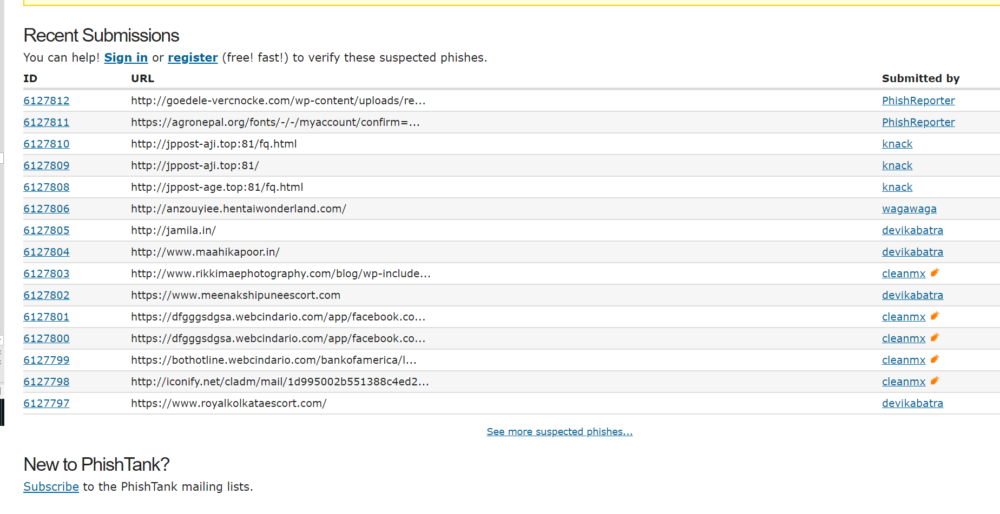 Recent Submissions
You can help! Sign in or register (free! fast!) to verify these suspected phishes.
ID URL Submitted by
6127812 http://goedele-vercnocke.com/wp-content/uploads/re... PhishReporter
6127811 https://agronepal.org/fonts/-/-/myaccount/confirm=... PhishReporter
6127810 http://jppost-aji.top:81/fq.html knack
6127809 http://jppost-aji.top:81/ knack
6127808 http://jppost-age.top:81/fq.html knack
6127806 http://anzouyiee.hentaiwonderland.com/ wagawaga
6127805 http://jamila.in/ devikabatra
6127804 http://www.maahikapoor.in/ devikabatra
6127803 http://www.rikkimaephotography.com/blog/wp-include... cleanmx
6127802 https://www.meenakshipuneescort.com devikabatra
6127801 https://dfgggsdgsa.webcindario.com/app/facebook.co... cleanmx
6127800 https://dfgggsdgsa.webcindario.com/app/facebook.co... cleanmx
6127799 https://bothotline.webcindario.com/bankofamerica/l... cleanmx
6127798 http://iconify.net/cladm/mail/1d995002b551388c4ed2... cleanmx
6127797 https://www.royalkolkataescort.com/ devikabatra
See more suspected phishes...
New to PhishTank?
Subscribe to the PhishTank mailing lists.